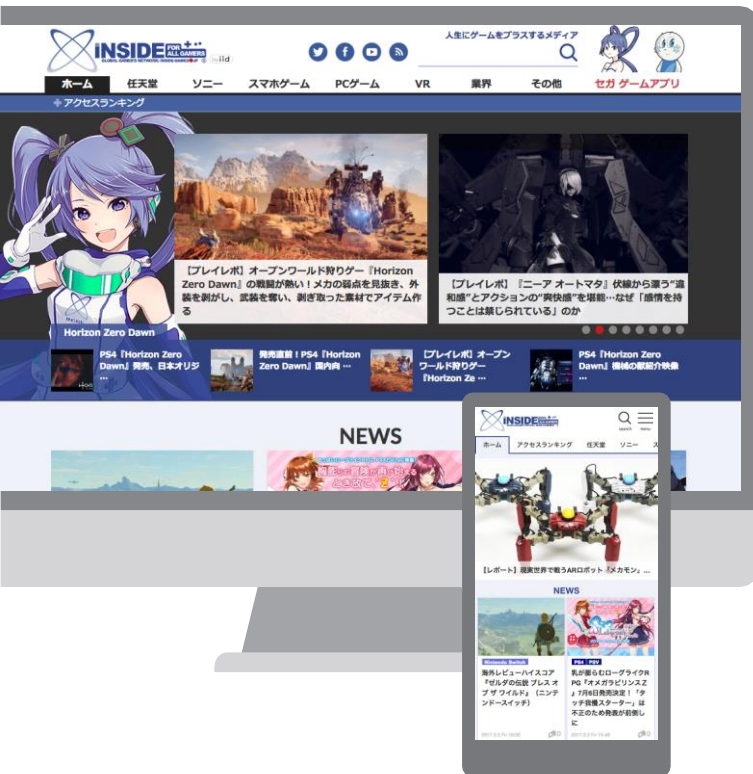 iNSIDE FOR ALL GAMERS
人生にゲームをプラスするメディア
ホーム 任天堂 ソニー スマホゲーム PCゲーム VR 業界 その他 セガ ゲームアプリ
アクセスランキング
【プレイレポ】オープンワールド狩りゲー『Horizon
Zero Dawn』の戦闘が熱い！メカの弱点を見抜き、外
装を剥がし、武装を奪い、剥ぎ取った素材でアイテム作
る
【プレイレポ】『ニーア オートマタ』伏線から漂う“違
和感”とアクションの“爽快感”を堪能…なぜ「感情を持
つことは禁じられている」のか
Horizon Zero Dawn
PS4『Horizon Zero
Dawn』発売、日本オリジ
…
発売直前！PS4『Horizon
Zero Dawn』国内向 …
【プレイレポ】オープン
ワールド狩りゲー
『Horizon Ze …
PS4『Horizon Zero
Dawn』機械の獣紹介映像
…
NEWS
iNSIDE
search menu
ホーム アクセスランキング 任天堂 ソニー ス
【レポート】現実世界で戦うARロボット「メカモン」...
NEWS
Nintendo Switch
海外レビューハイスコア
『ゼルダの伝説 ブレス オ
ブ ザ ワイルド』（ニンテ
ンドースイッチ）
PS4 PSV
乳が膨らむローグライクR
PG『オメガラビリンスZ
』7月6日発売決定！「タ
ッチ我慢スターター」は
不正のため発表が前倒し
に